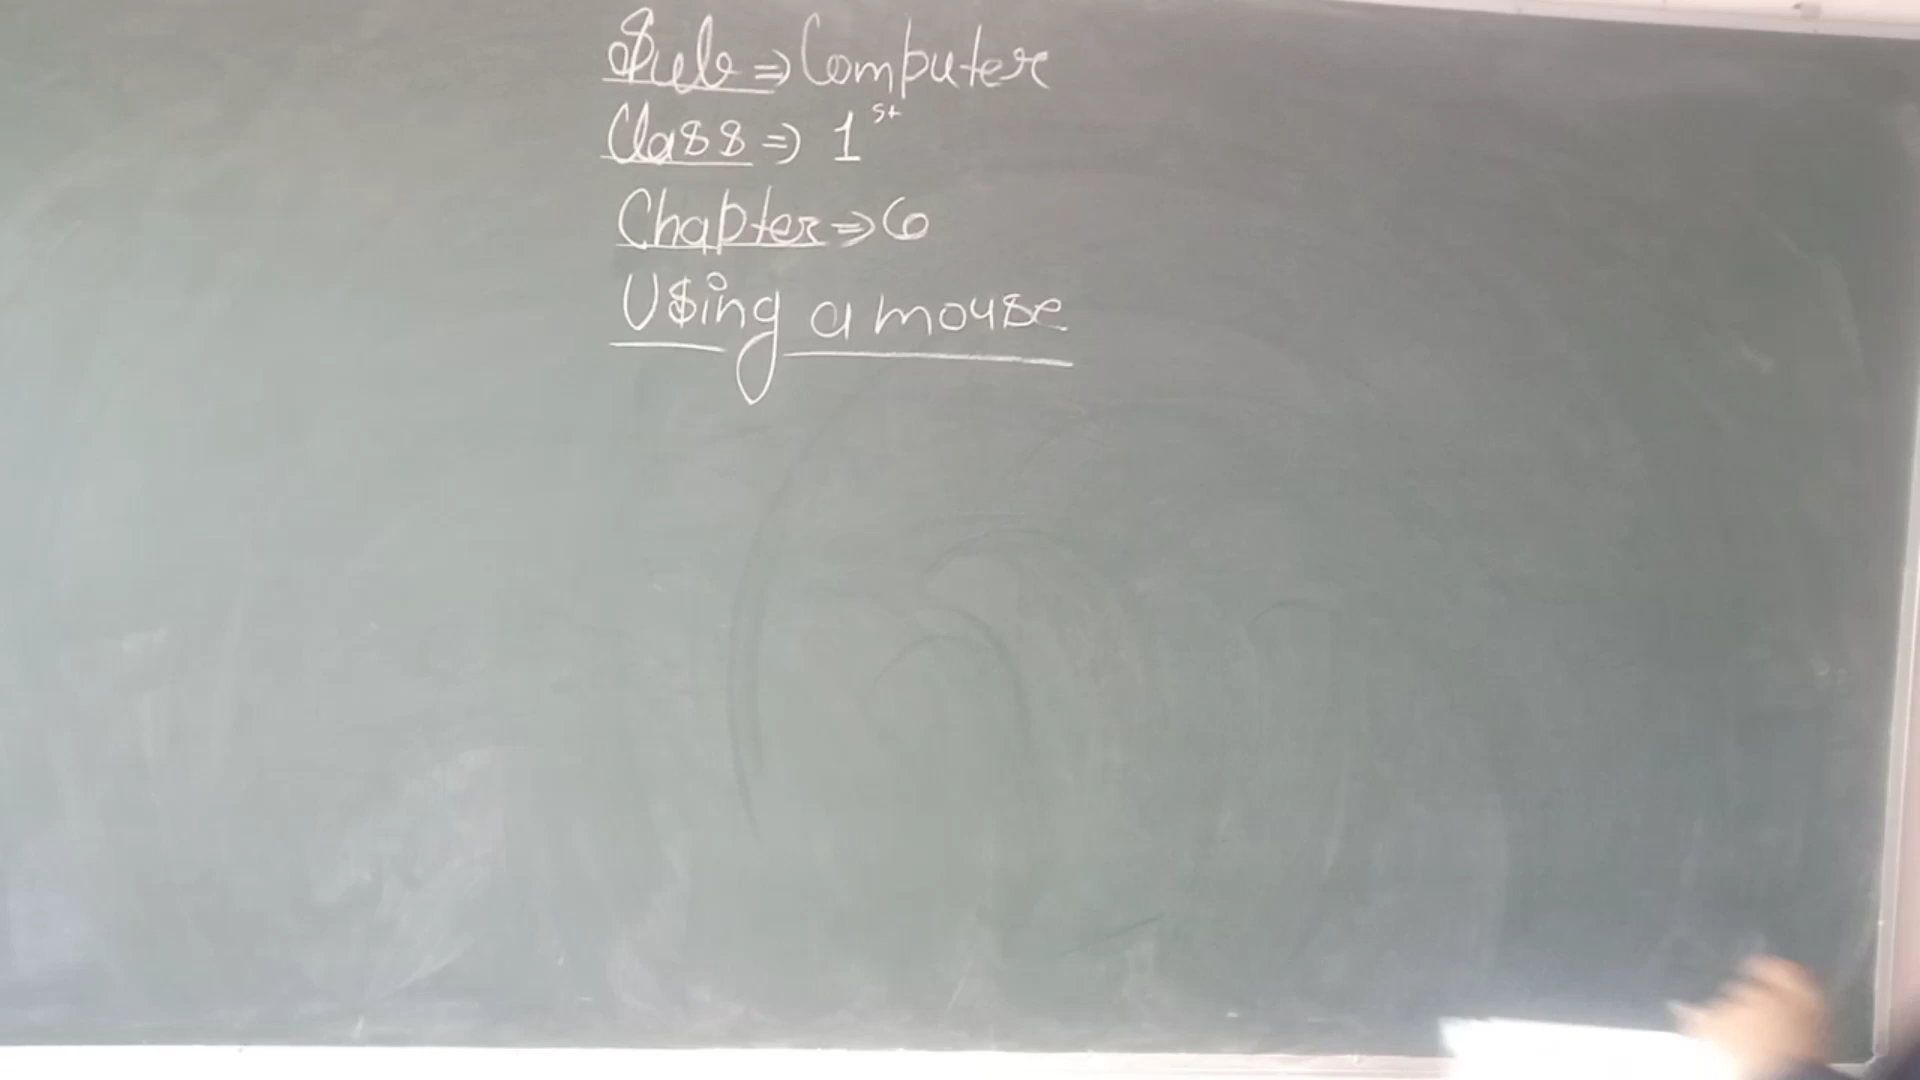 Sub ⇒ Computer
Class ⇒ 1st
Chapter ⇒ 6
Using a mouse